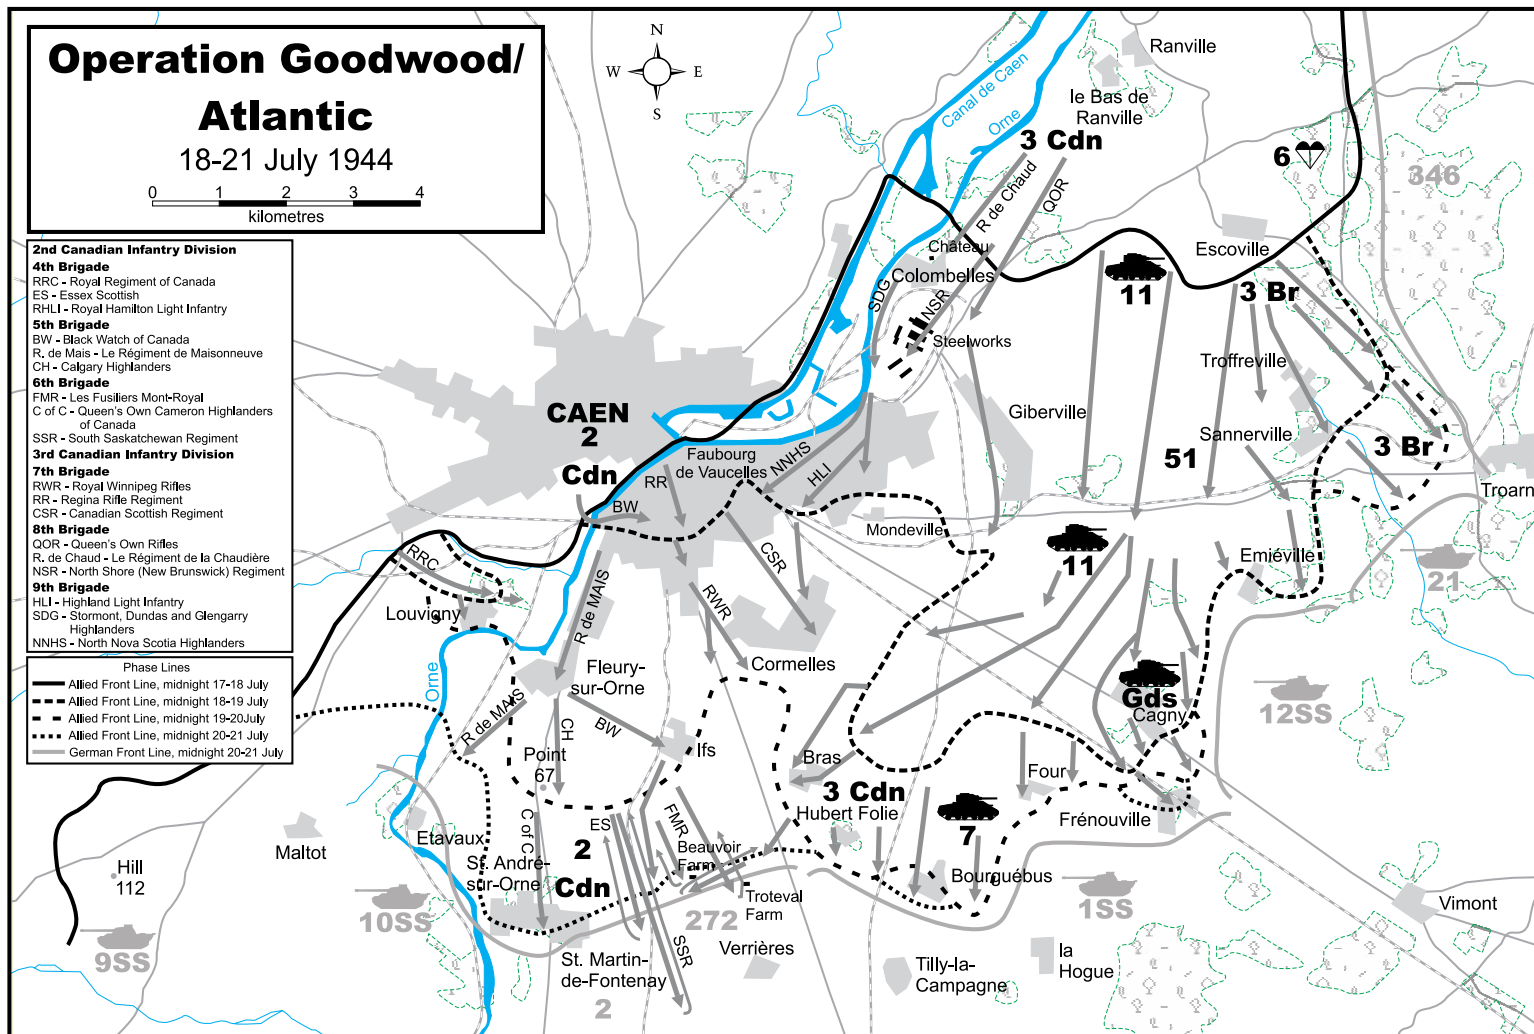 Operation Goodwood/
Atlantic
18-21 July 1944
0 1 2 3 4
kilometres
2nd Canadian Infantry Division
4th Brigade
RRC - Royal Regiment of Canada
ES - Essex Scottish
RHLI - Royal Hamilton Light Infantry
5th Brigade
BW - Black Watch of Canada
R. de Mais - Le Régiment de Maisonneuve
CH - Calgary Highlanders
6th Brigade
FMR - Les Fusiliers Mont-Royal
C of C - Queen's Own Cameron Highlanders
of Canada
SSR - South Saskatchewan Regiment
3rd Canadian Infantry Division
7th Brigade
RWR - Royal Winnipeg Rifles
RR - Regina Rifle Regiment
CSR - Canadian Scottish Regiment
8th Brigade
QOR - Queen's Own Rifles
R. de Chaud - Le Régiment de la Chaudière
NSR - North Shore (New Brunswick) Regiment
9th Brigade
HLI - Highland Light Infantry
SDG - Stormont, Dundas and Glengarry
Highlanders
NNHS - North Nova Scotia Highlanders
Phase Lines
Allied Front Line, midnight 17-18 July
Allied Front Line, midnight 18-19 July
Allied Front Line, midnight 19-20July
Allied Front Line, midnight 20-21 July
German Front Line, midnight 20-21 July
N
W E
S
Canal de Caen
Orne
Ranville
le Bas de
Ranville
3 Cdn
6
346
R de Chaud
QOR
Château
Colombelles
SDG
NSR
Steelworks
11
Escoville
3 Br
Troffreville
Giberville
Sannerville
51
3 Br
Troarn
CAEN
2
Cdn
Faubourg
de Vaucelles
NNHS
HLI
RR
BW
Mondeville
11
Emiéville
21
RRC
Louvigny
R de MAIS
CSR
RWR
Cormelles
Fleury-
sur-Orne
Orne
R de MAIS
CH
BW
Ifs
Point
67
Gds
Cagny
12SS
Bras
3 Cdn
Hubert Folie
Four
7
Frénouville
Etavaux
Maltot
Hill
112
C of C
ES
FMR
Beauvoir
Farm
2
Cdn
St. André-
sur-Orne
Troteval
Farm
272
Bourguébus
1SS
Vimont
9SS
10SS
SSR
Verrières
St. Martin-
de-Fontenay
2
Tilly-la-
Campagne
la
Hogue